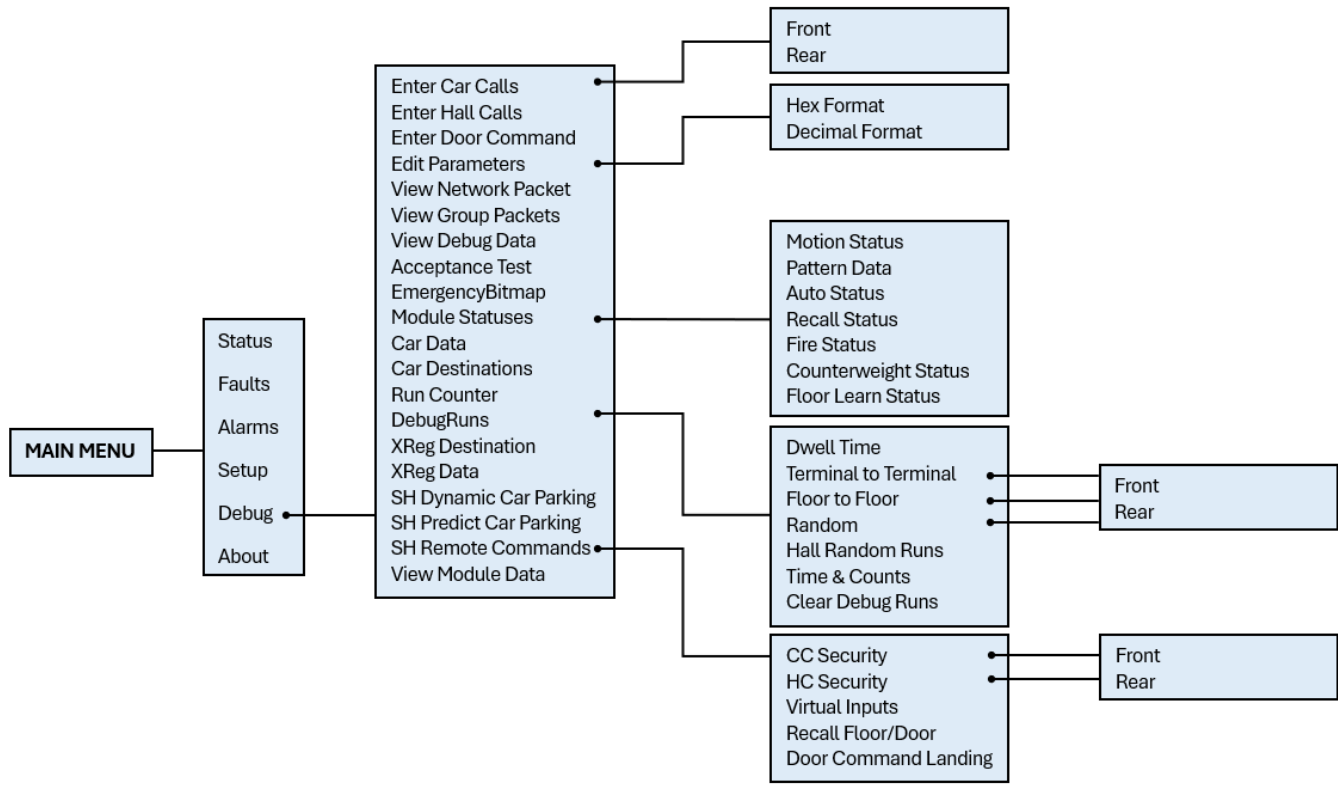 MAIN MENU
Status
Faults
Alarms
Setup
Debug
About
Enter Car Calls
Enter Hall Calls
Enter Door Command
Edit Parameters
View Network Packet
View Group Packets
View Debug Data
Acceptance Test
EmergencyBitmap
Module Statuses
Car Data
Car Destinations
Run Counter
DebugRuns
XReg Destination
XReg Data
SH Dynamic Car Parking
SH Predict Car Parking
SH Remote Commands
View Module Data
Front
Rear
Hex Format
Decimal Format
Motion Status
Pattern Data
Auto Status
Recall Status
Fire Status
Counterweight Status
Floor Learn Status
Dwell Time
Terminal to Terminal
Floor to Floor
Random
Hall Random Runs
Time & Counts
Clear Debug Runs
Front
Rear
CC Security
HC Security
Virtual Inputs
Recall Floor/Door
Door Command Landing
Front
Rear